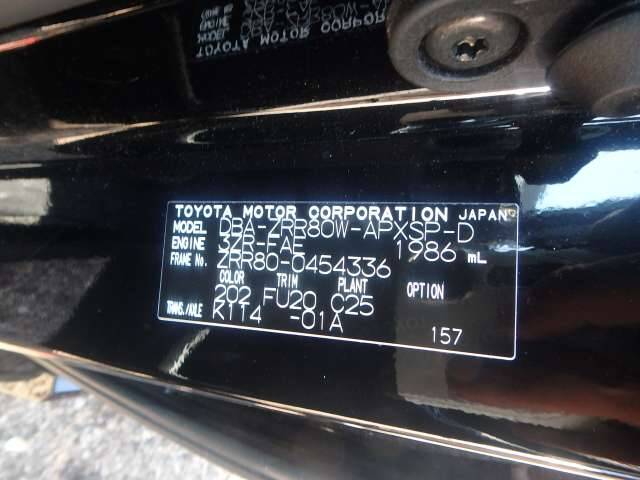 TOYOTA MOTOR CORPORATION JAPAN
MODEL DBA-ZRR80W-APXSP-D
ENGINE 3ZR-FAE 1986 mL
FRAME No. ZRR80-0454336
COLOR TRIM PLANT OPTION
202 FU20 C25
TRANS./AXLE K114 -01A
157